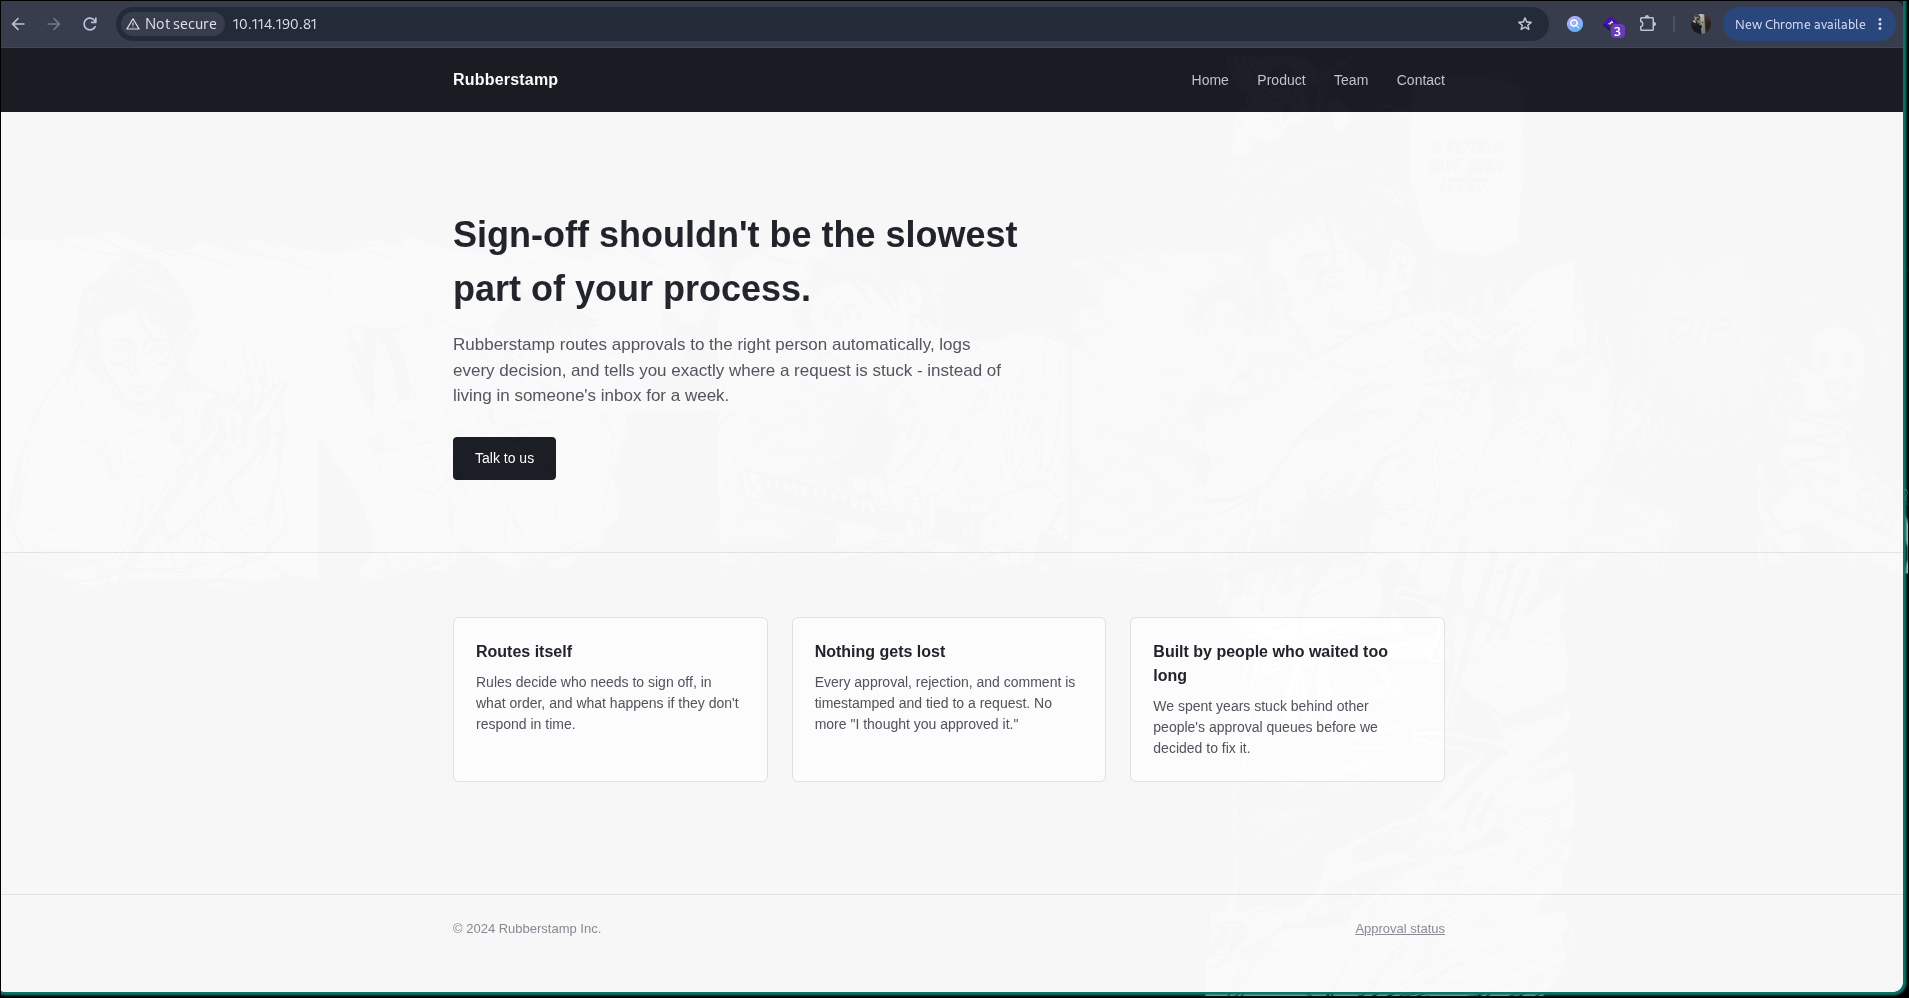 Not secure
10.114.190.81
3
New Chrome available
Rubberstamp
Home
Product
Team
Contact
Sign-off shouldn't be the slowest
part of your process.
Rubberstamp routes approvals to the right person automatically, logs
every decision, and tells you exactly where a request is stuck - instead of
living in someone's inbox for a week.
Talk to us
DIE.
Routes itself
Rules decide who needs to sign off, in
what order, and what happens if they don't
respond in time.
Nothing gets lost
Every approval, rejection, and comment is
timestamped and tied to a request. No
more "I thought you approved it."
Built by people who waited too
long
We spent years stuck behind other
people's approval queues before we
decided to fix it.
© 2024 Rubberstamp Inc.
Approval status